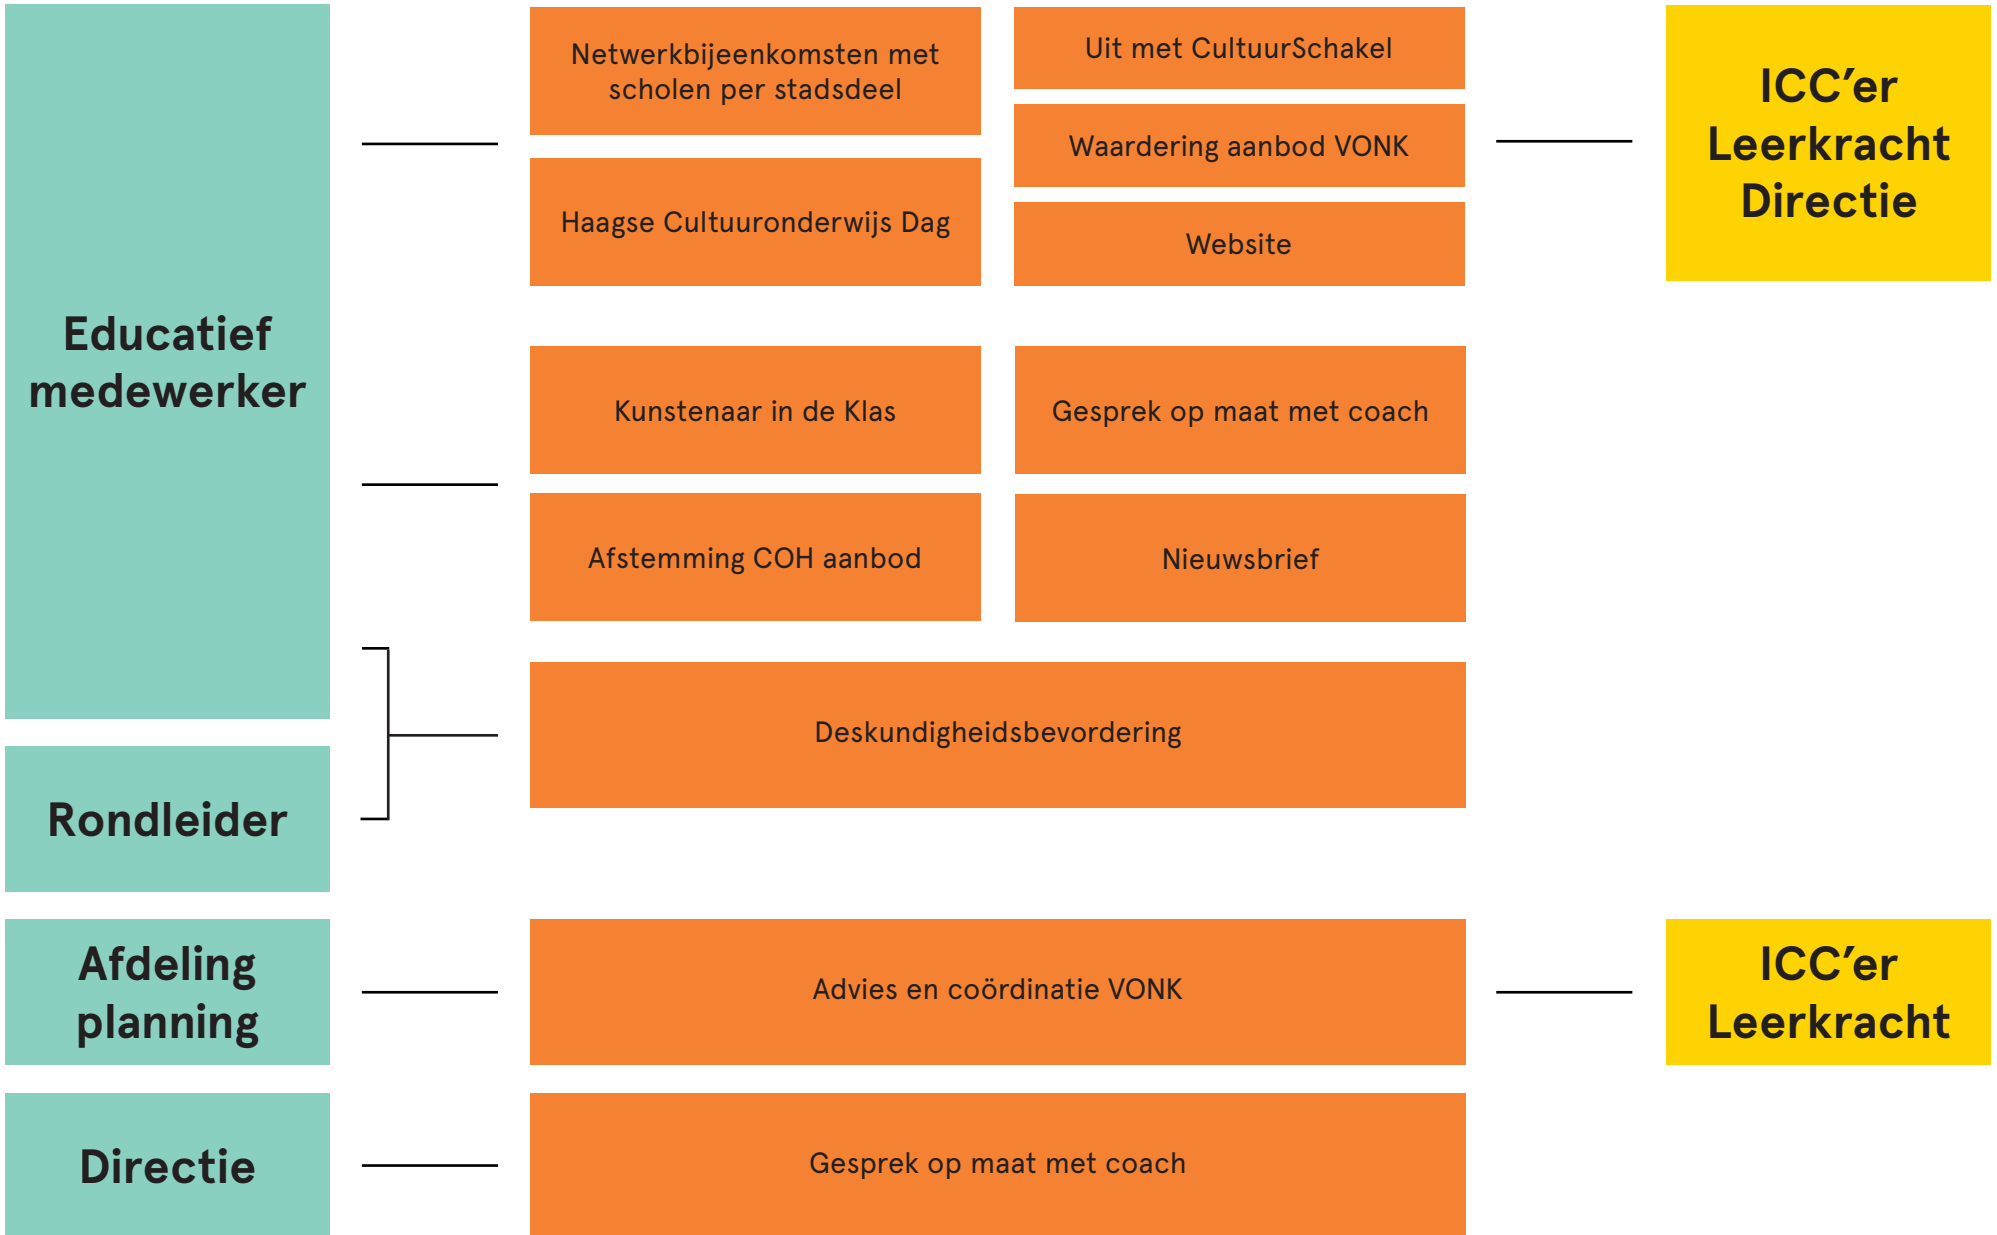 Educatief
medewerker
Netwerkbijeenkomsten met
scholen per stadsdeel
Haagse Cultuuronderwijs Dag
Uit met CultuurSchakel
Waardering aanbod VONK
Website
ICC’er
Leerkracht
Directie
Kunstenaar in de Klas
Gesprek op maat met coach
Afstemming COH aanbod
Nieuwsbrief
Rondleider
Deskundigheidsbevordering
Afdeling
planning
Advies en coördinatie VONK
ICC’er
Leerkracht
Directie
Gesprek op maat met coach